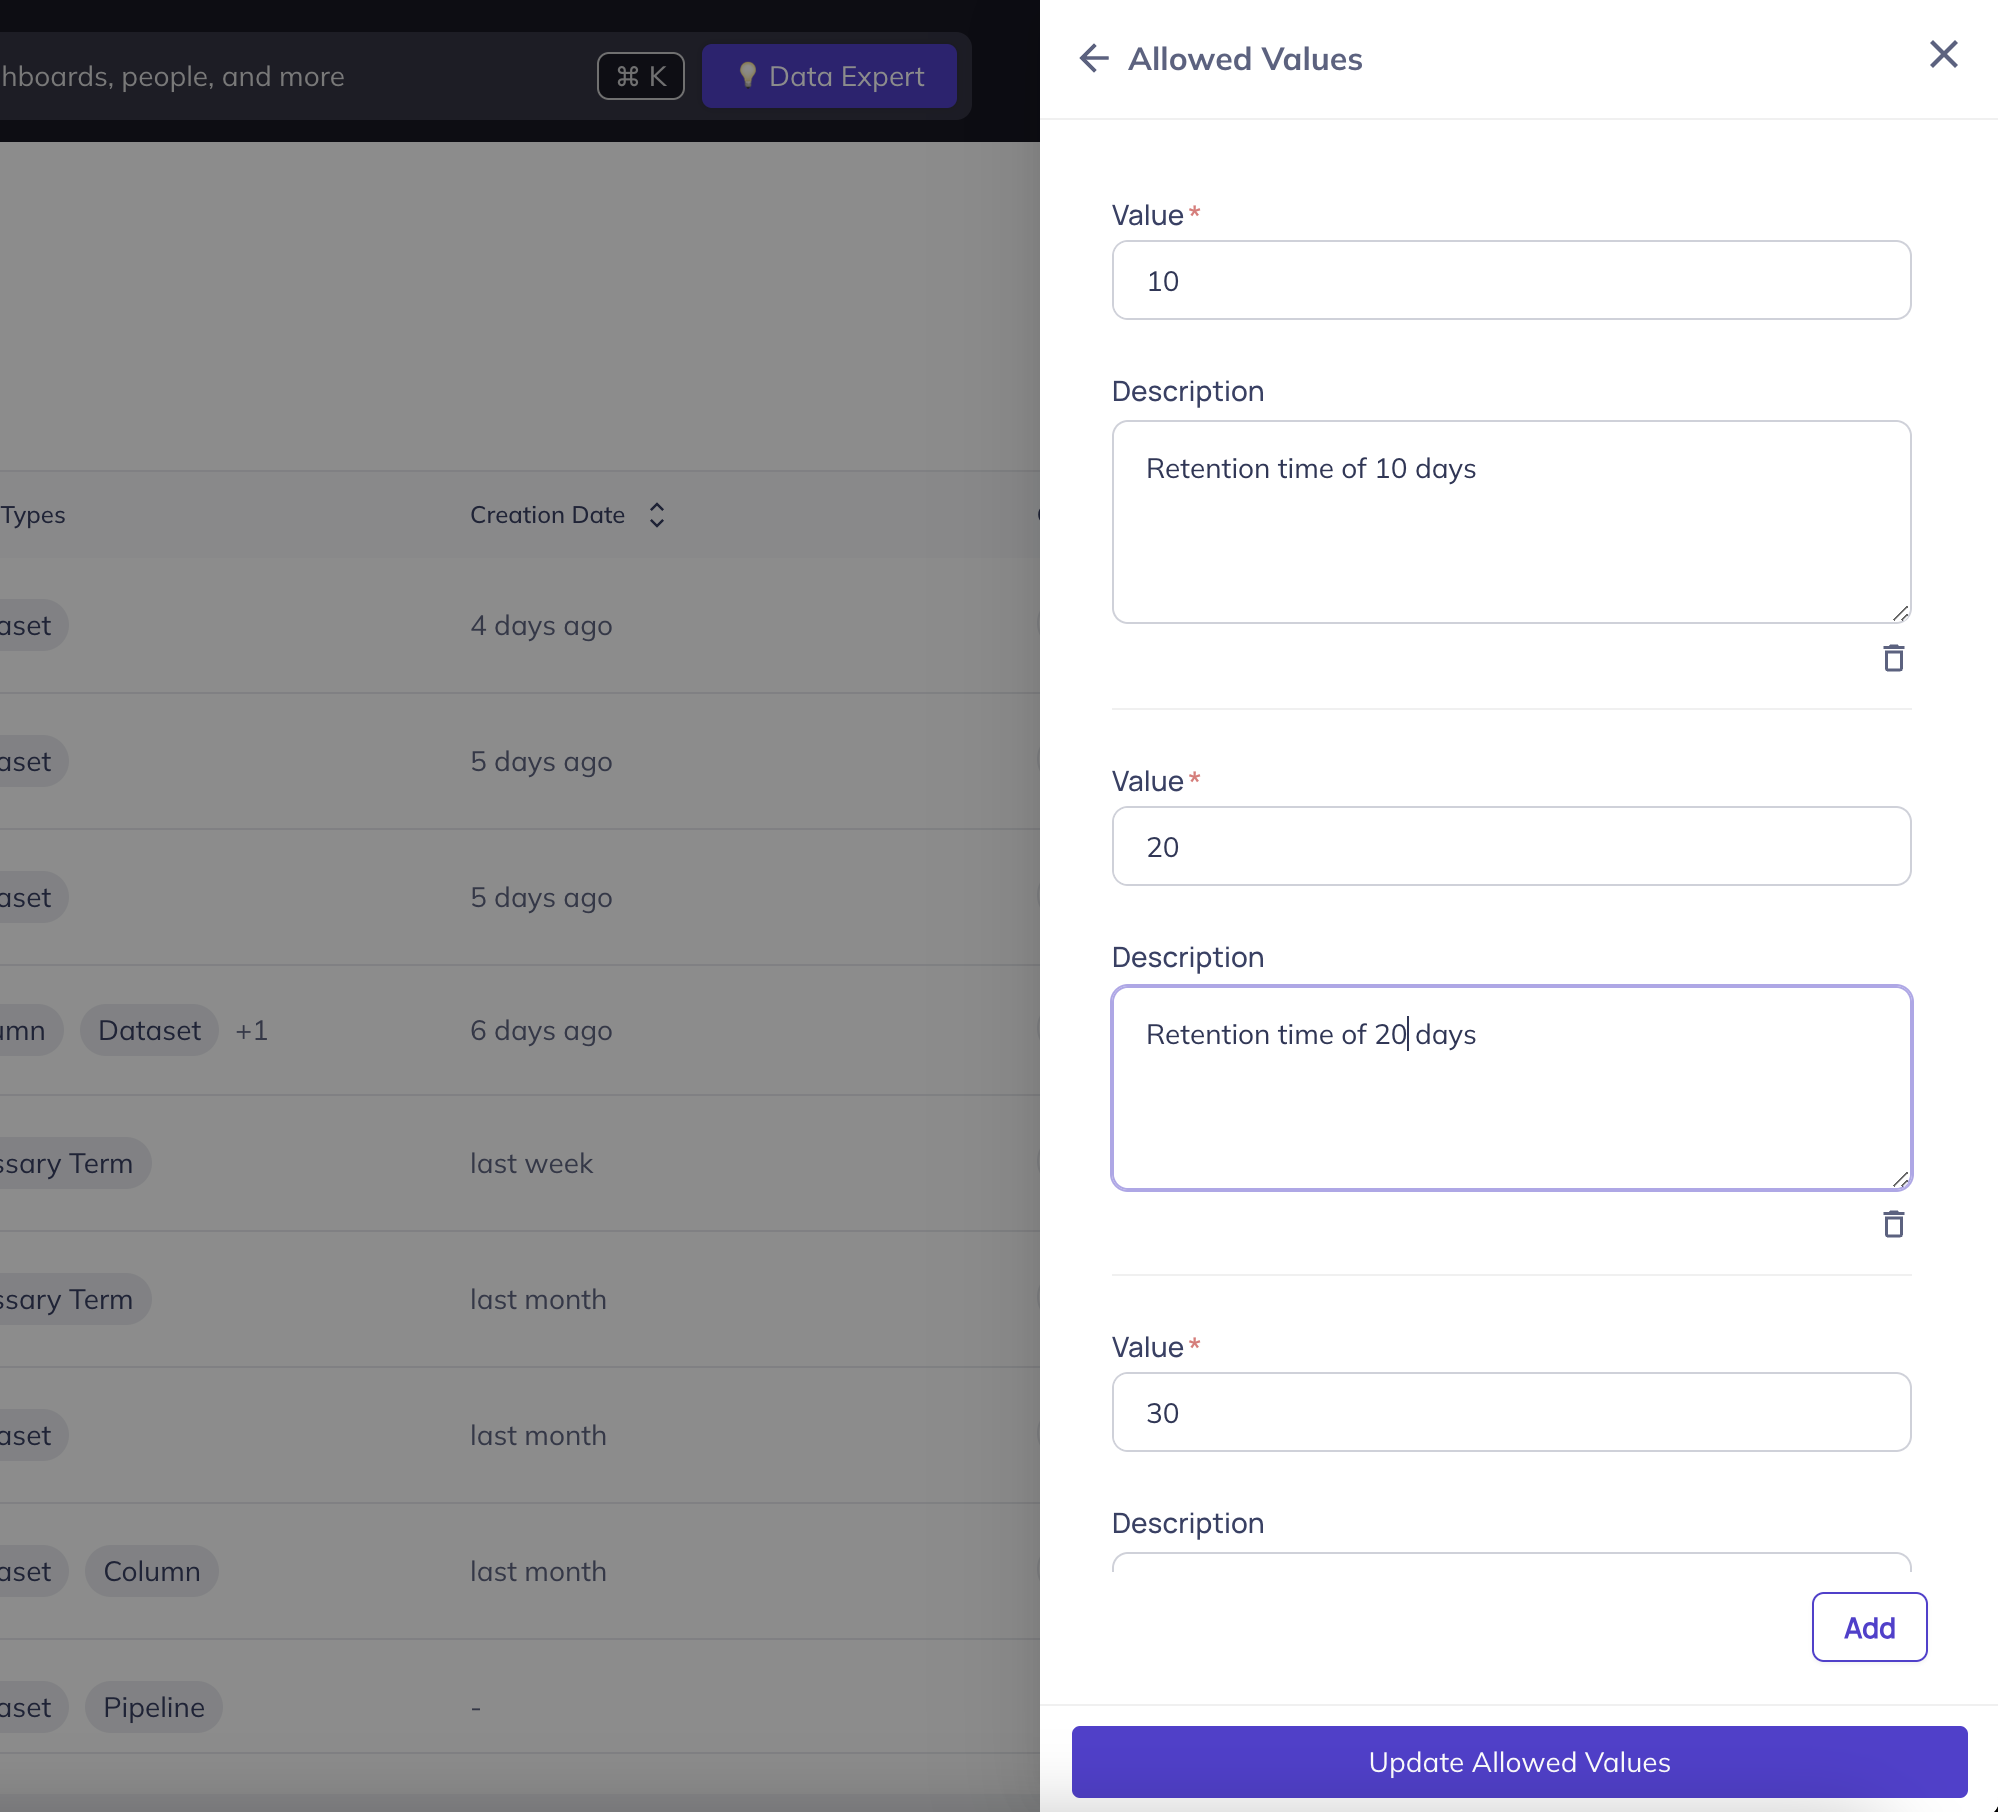 hboards, people, and more
⌘ K
Data Expert
Types
Creation Date
aset
4 days ago
aset
5 days ago
aset
5 days ago
umn
Dataset
+1
6 days ago
ssary Term
last week
ssary Term
last month
aset
last month
aset
Column
last month
aset
Pipeline
-
Allowed Values
Value*
10
Description
Retention time of 10 days
Value*
20
Description
Retention time of 20 days
Value*
30
Description
Add
Update Allowed Values